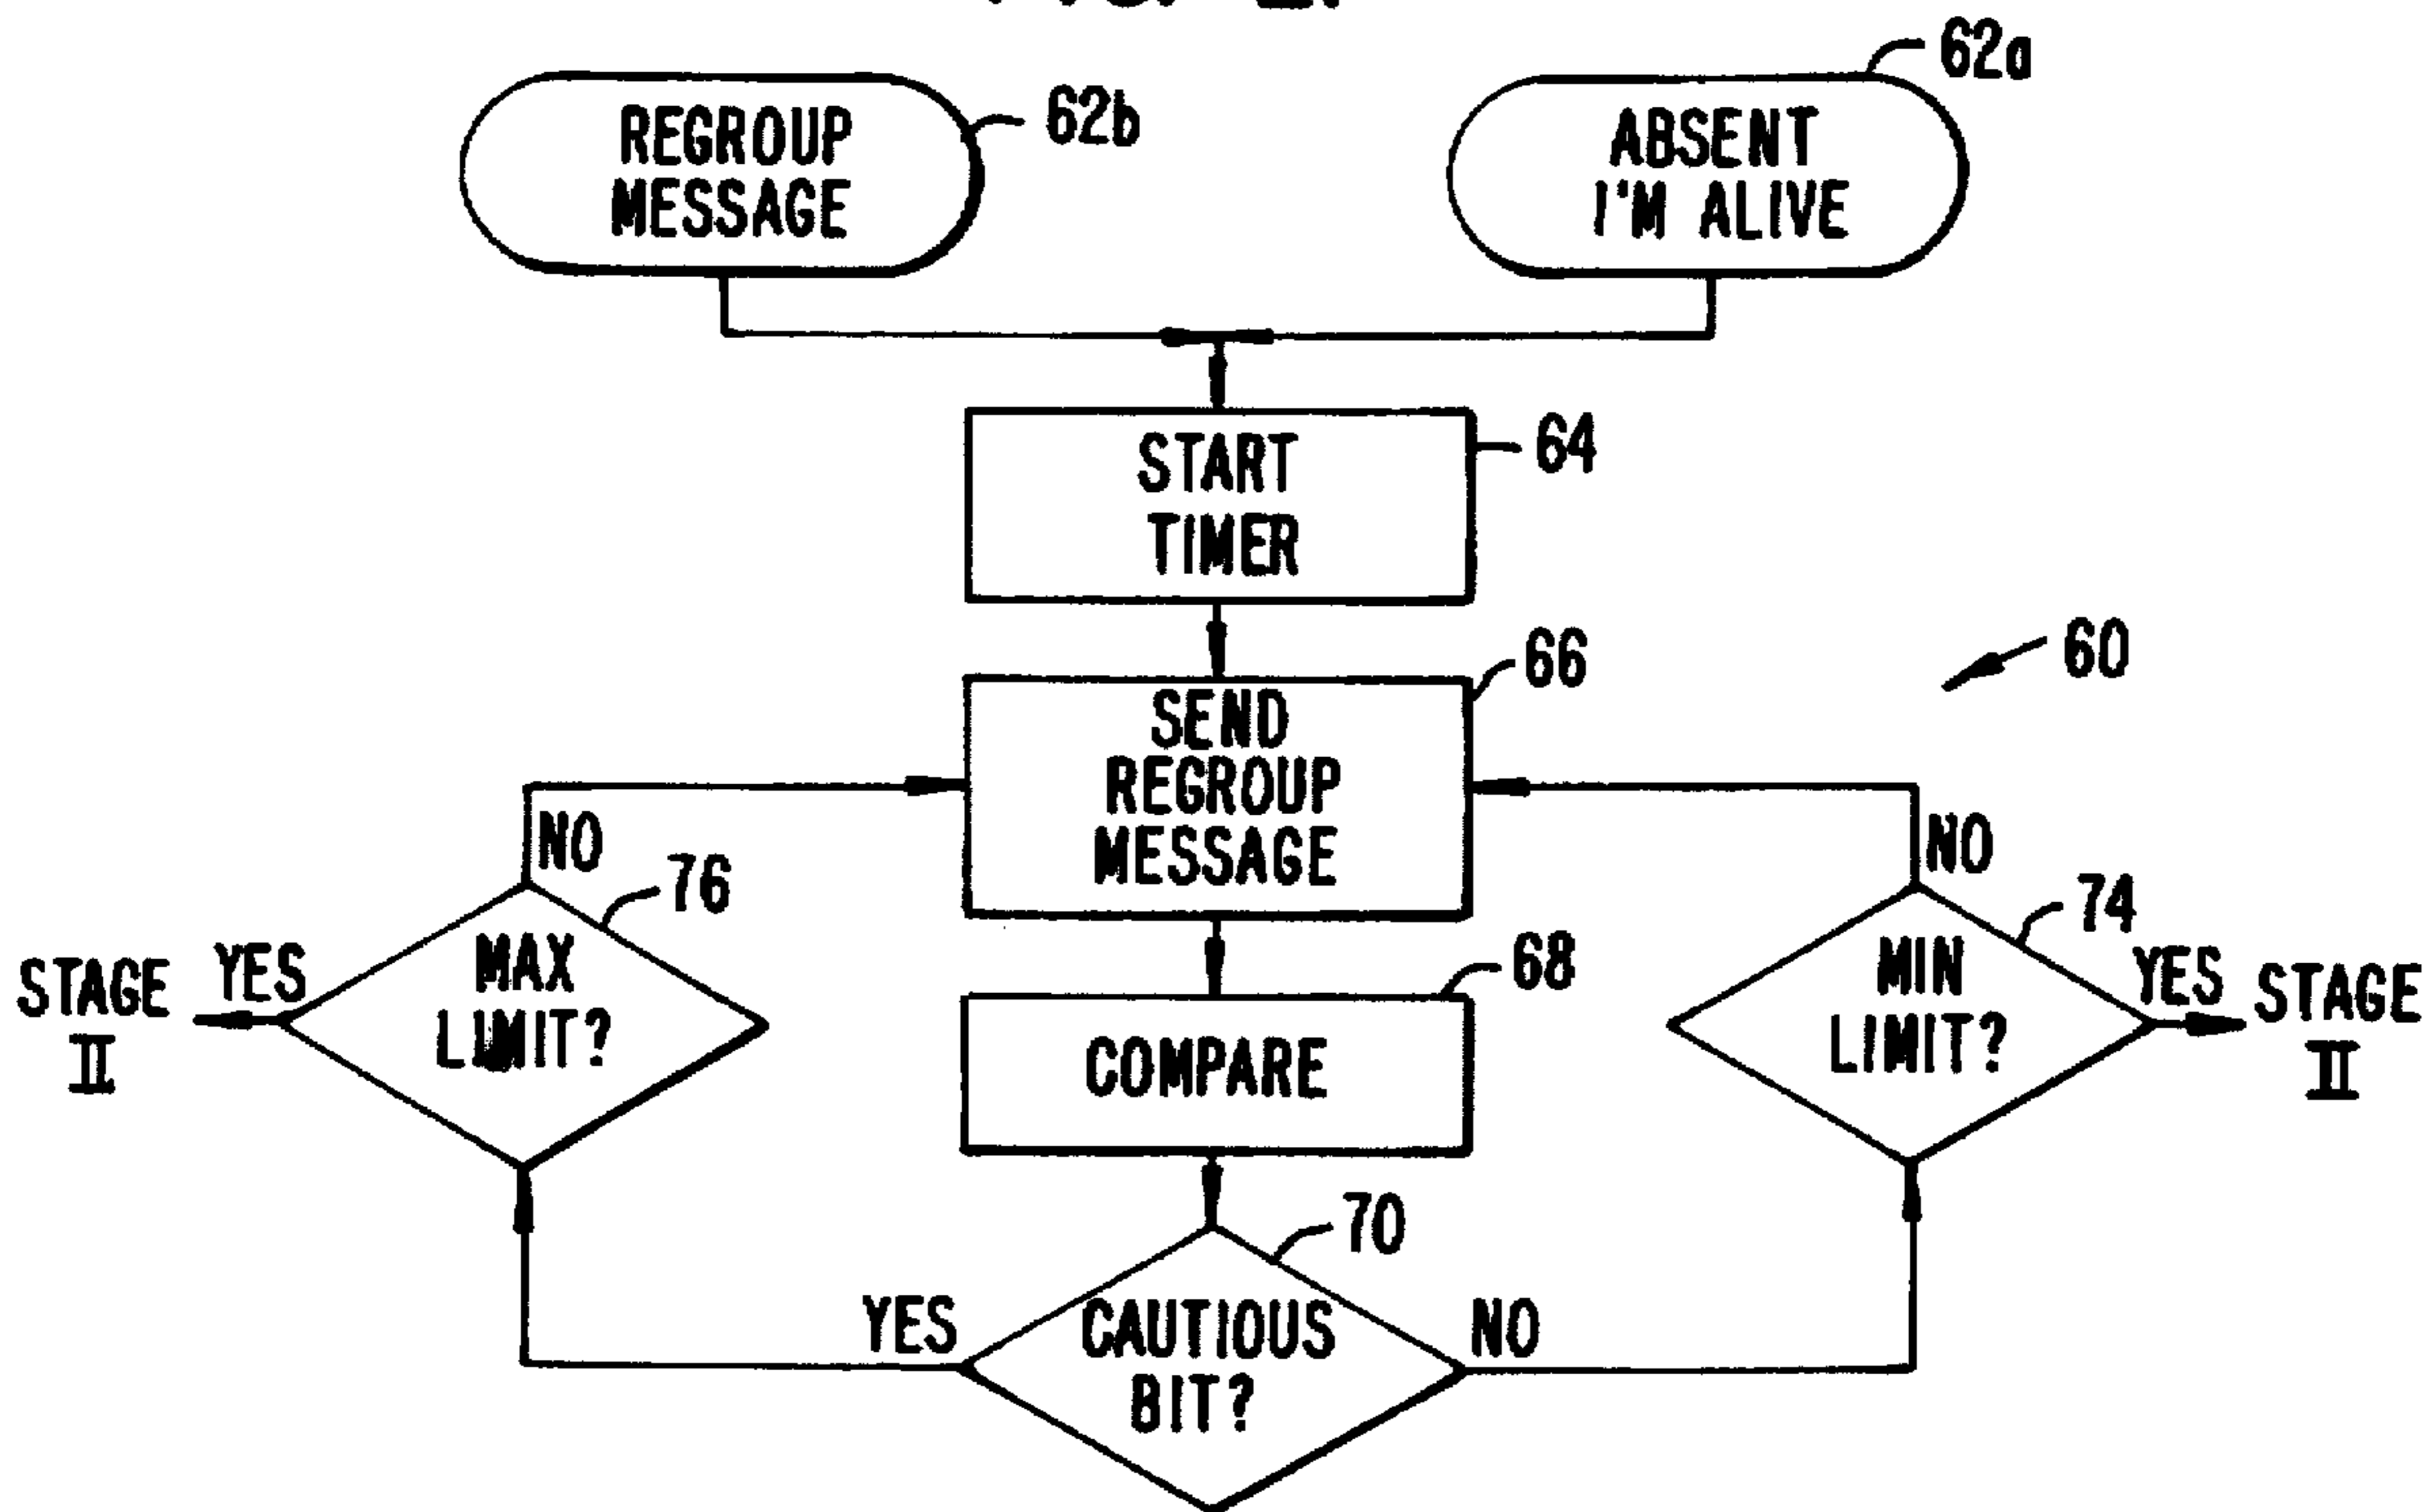 62a
REGROUP
MESSAGE
62b
ABSENT
I'M ALIVE
START
TIMER
64
60
SEND
REGROUP
MESSAGE
66
NO
76
NO
74
MAX
LIMIT?
YES
STAGE
II
COMPARE
68
MIN
LIMIT?
YES
STAGE
II
70
YES
CAUTIOUS
BIT?
NO